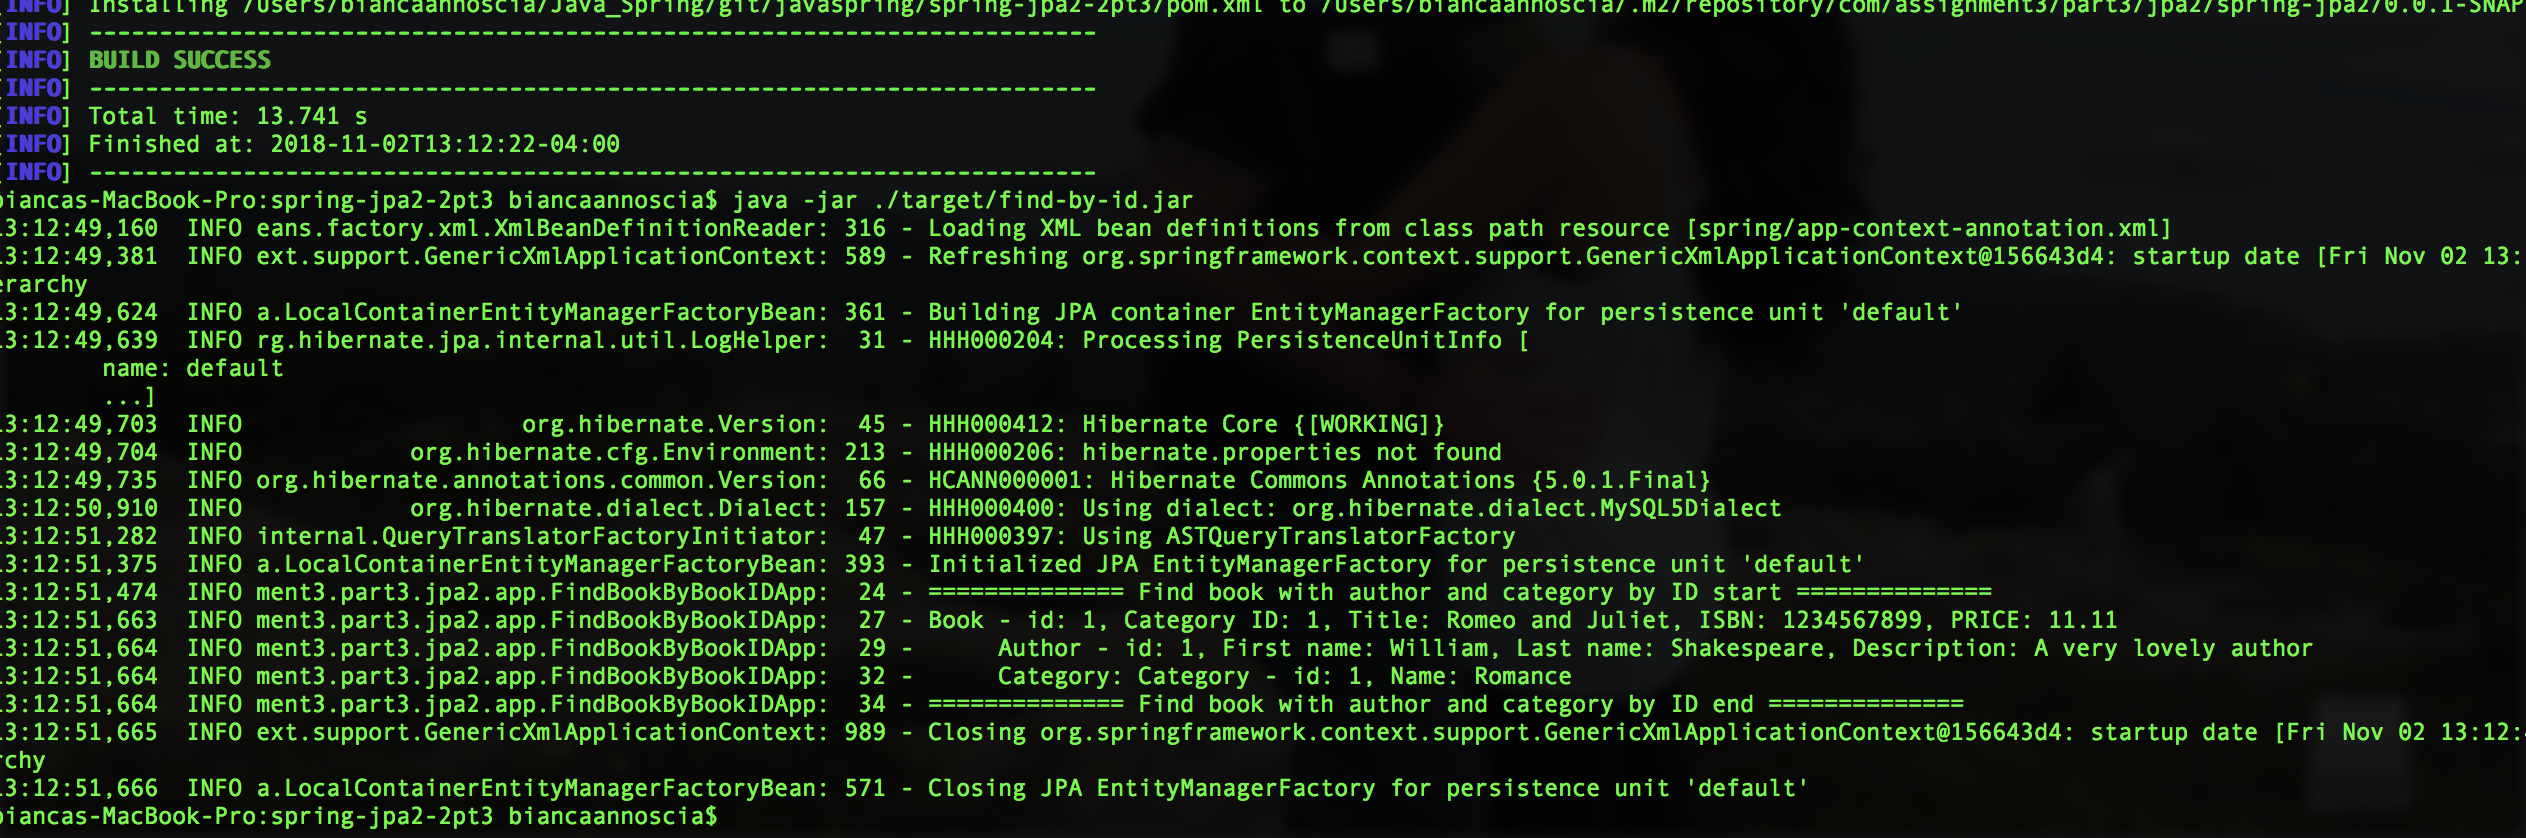 [INFO] Installing /Users/biancaannoscia/Java_Spring/git/javaspring/spring-jpa2-2pt3/pom.xml to /Users/biancaannoscia/.m2/repository/com/assignment3/part3/jpa2/spring-jpa2/0.0.1-SNAP
[INFO] ------------------------------------------------------------------------
[INFO] BUILD SUCCESS
[INFO] ------------------------------------------------------------------------
[INFO] Total time: 13.741 s
[INFO] Finished at: 2018-11-02T13:12:22-04:00
[INFO] ------------------------------------------------------------------------
biancas-MacBook-Pro:spring-jpa2-2pt3 biancaannoscia$ java -jar ./target/find-by-id.jar
13:12:49,160  INFO eans.factory.xml.XmlBeanDefinitionReader: 316 - Loading XML bean definitions from class path resource [spring/app-context-annotation.xml]
13:12:49,381  INFO ext.support.GenericXmlApplicationContext: 589 - Refreshing org.springframework.context.support.GenericXmlApplicationContext@156643d4: startup date [Fri Nov 02 13:
erarchy
13:12:49,624  INFO a.LocalContainerEntityManagerFactoryBean: 361 - Building JPA container EntityManagerFactory for persistence unit 'default'
13:12:49,639  INFO rg.hibernate.jpa.internal.util.LogHelper:  31 - HHH000204: Processing PersistenceUnitInfo [
name: default
...]
13:12:49,703  INFO                    org.hibernate.Version:  45 - HHH000412: Hibernate Core {[WORKING]}
13:12:49,704  INFO            org.hibernate.cfg.Environment: 213 - HHH000206: hibernate.properties not found
13:12:49,735  INFO org.hibernate.annotations.common.Version:  66 - HCANN000001: Hibernate Commons Annotations {5.0.1.Final}
13:12:50,910  INFO            org.hibernate.dialect.Dialect: 157 - HHH000400: Using dialect: org.hibernate.dialect.MySQL5Dialect
13:12:51,282  INFO internal.QueryTranslatorFactoryInitiator:  47 - HHH000397: Using ASTQueryTranslatorFactory
13:12:51,375  INFO a.LocalContainerEntityManagerFactoryBean: 393 - Initialized JPA EntityManagerFactory for persistence unit 'default'
13:12:51,474  INFO ment3.part3.jpa2.app.FindBookByBookIDApp:  24 - ============== Find book with author and category by ID start ==============
13:12:51,663  INFO ment3.part3.jpa2.app.FindBookByBookIDApp:  27 - Book - id: 1, Category ID: 1, Title: Romeo and Juliet, ISBN: 1234567899, PRICE: 11.11
13:12:51,664  INFO ment3.part3.jpa2.app.FindBookByBookIDApp:  29 -      Author - id: 1, First name: William, Last name: Shakespeare, Description: A very lovely author
13:12:51,664  INFO ment3.part3.jpa2.app.FindBookByBookIDApp:  32 -      Category: Category - id: 1, Name: Romance
13:12:51,664  INFO ment3.part3.jpa2.app.FindBookByBookIDApp:  34 - ============== Find book with author and category by ID end ==============
13:12:51,665  INFO ext.support.GenericXmlApplicationContext: 989 - Closing org.springframework.context.support.GenericXmlApplicationContext@156643d4: startup date [Fri Nov 02 13:12:
rchy
13:12:51,666  INFO a.LocalContainerEntityManagerFactoryBean: 571 - Closing JPA EntityManagerFactory for persistence unit 'default'
biancas-MacBook-Pro:spring-jpa2-2pt3 biancaannoscia$